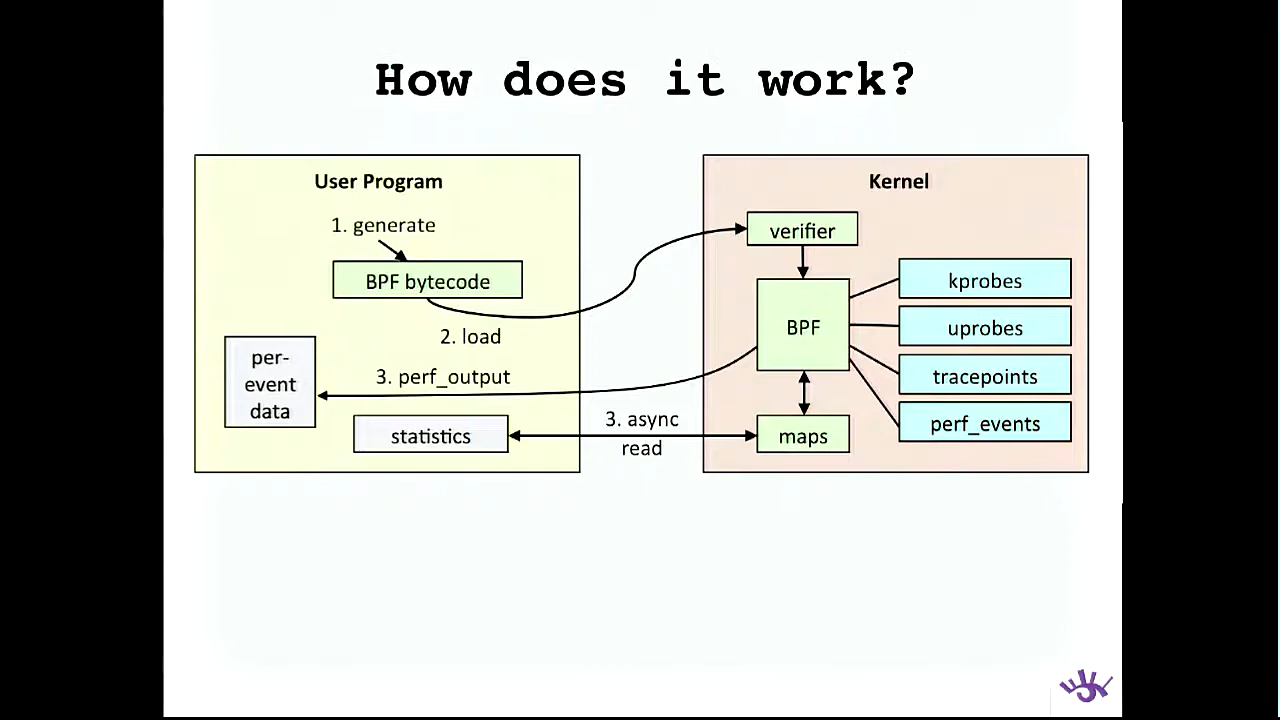 How does it work?
User Program
1. generate
BPF bytecode
2. load
per-
event
data
3. perf_output
statistics
3. async
read
Kernel
verifier
BPF
maps
kprobes
uprobes
tracepoints
perf_events